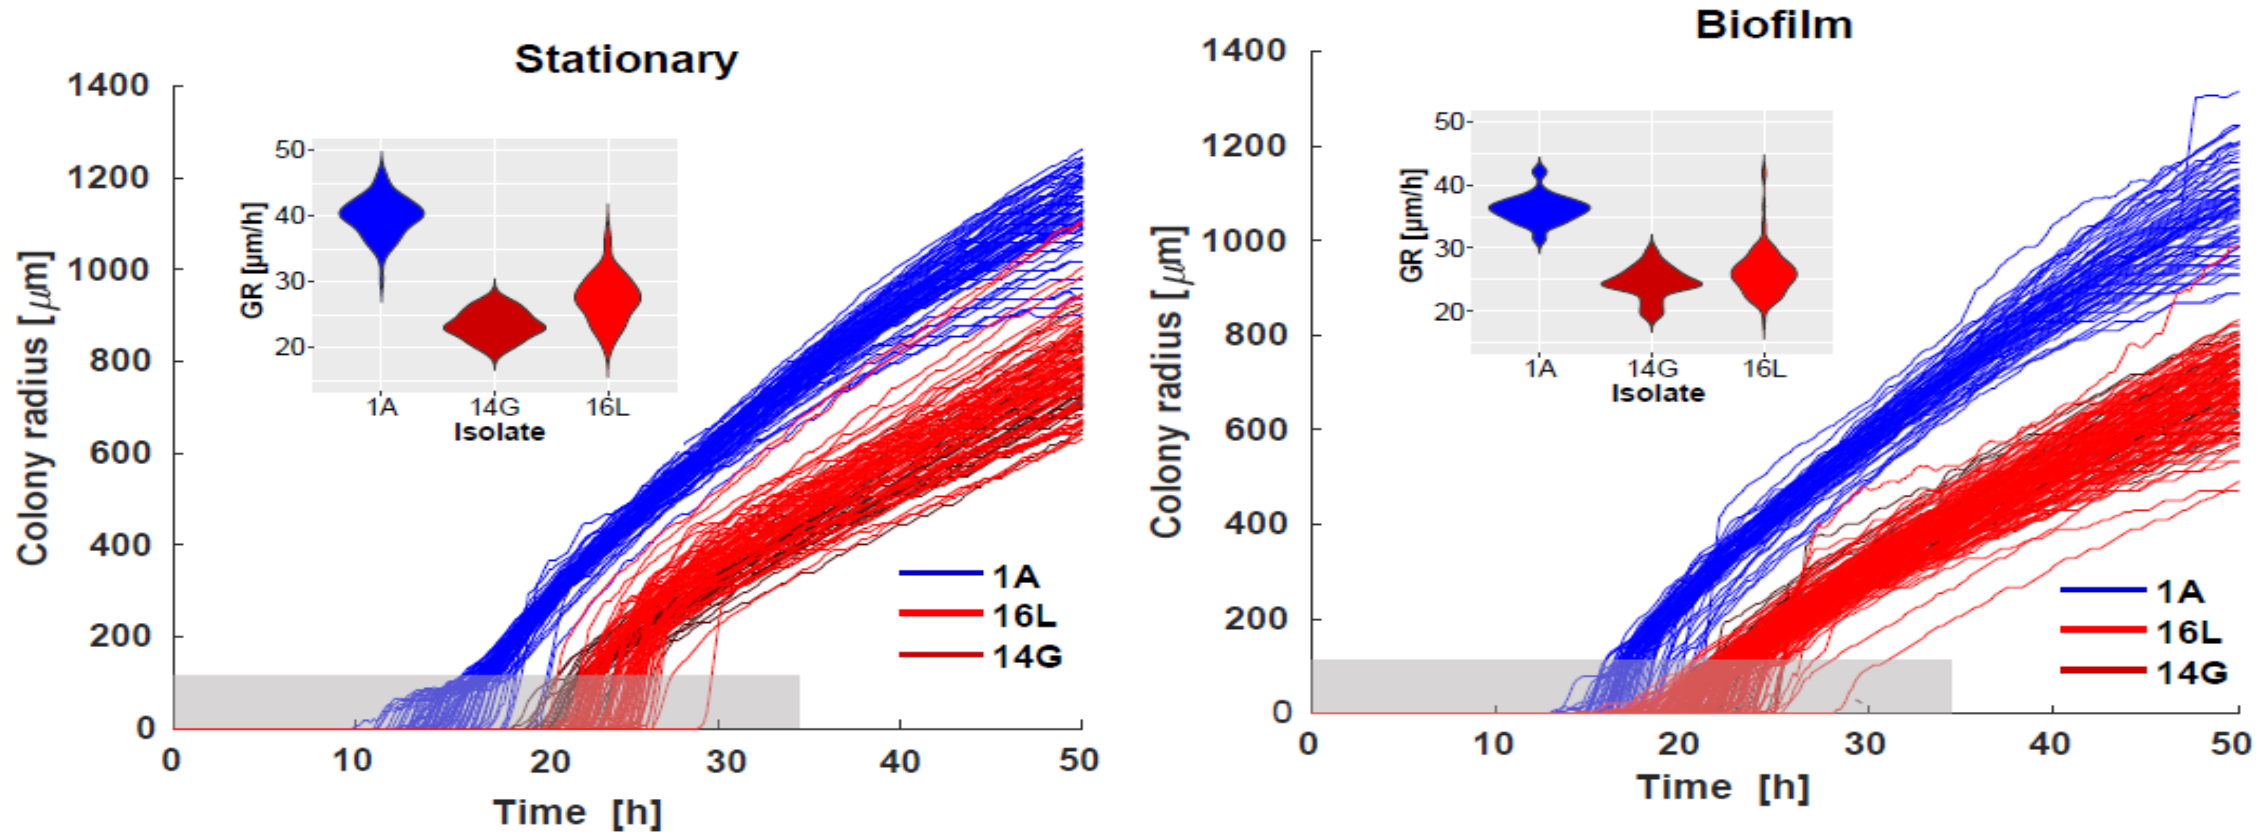 Stationary
1400
1200
1000
800
600
400
200
0
Colony radius [μm]
0 10 20 30 40 50
Time [h]
50
40
30
20
GR [μm/h]
1A 14G 16L
Isolate
1A
16L
14G
Biofilm
1400
1200
1000
800
600
400
200
0
Colony radius [μm]
0 10 20 30 40 50
Time [h]
50
40
30
20
GR [μm/h]
1A 14G 16L
Isolate
1A
16L
14G